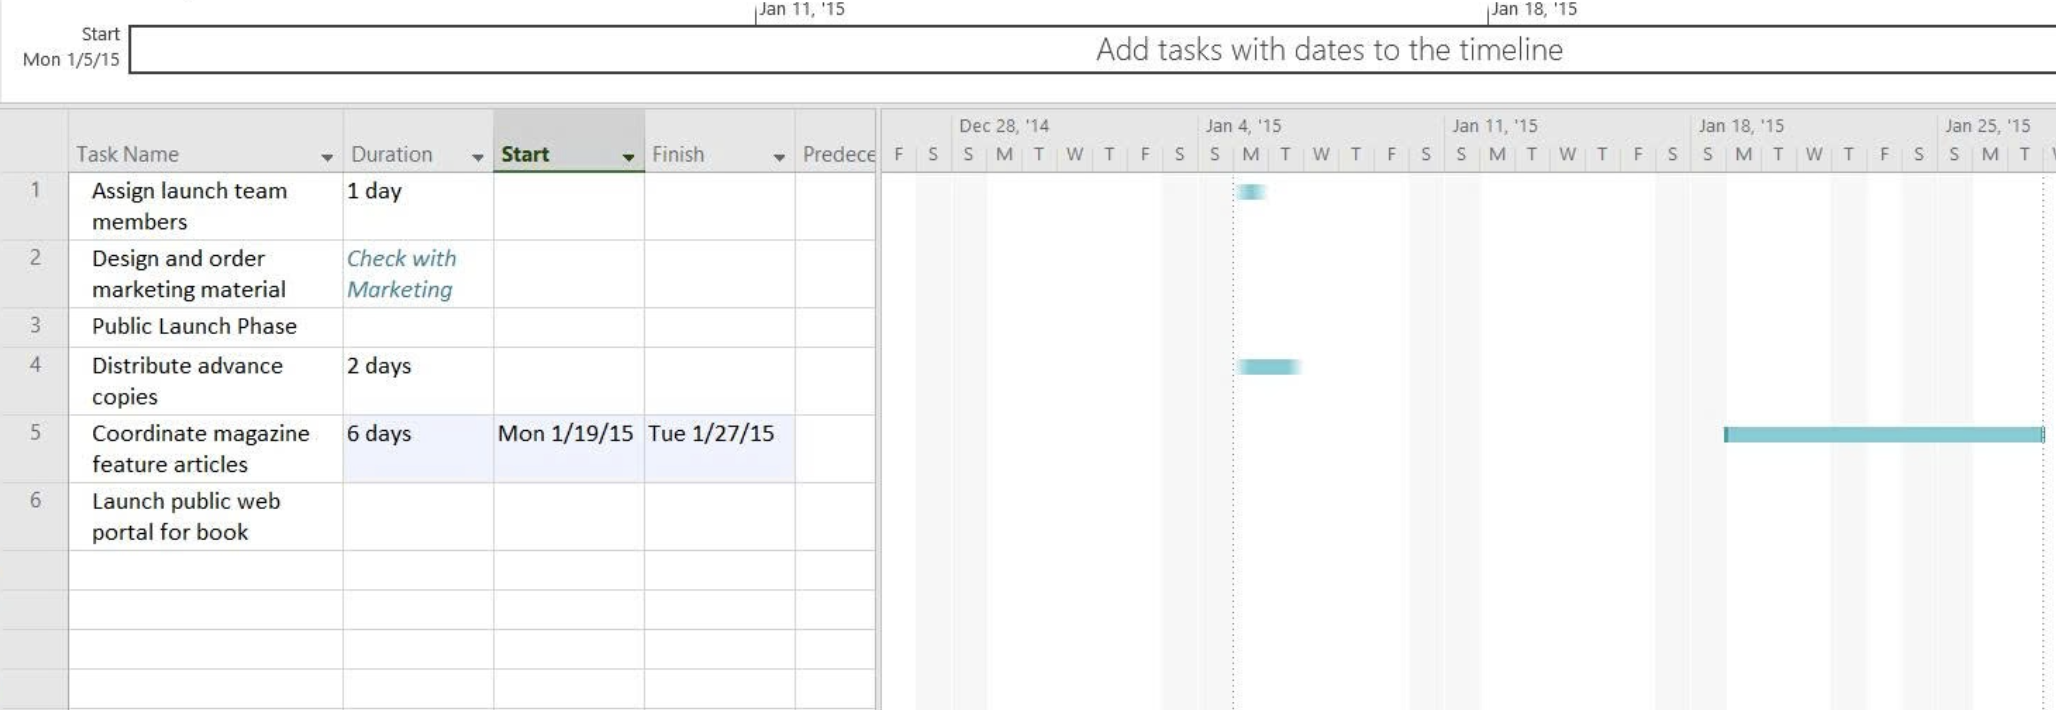 Jan 11, '15 Jan 18, '15
Start
Mon 1/5/15
Add tasks with dates to the timeline
Dec 28, '14 Jan 4, '15 Jan 11, '15 Jan 18, '15 Jan 25, '15
Task Name Duration Start Finish Predece F S S M T W T F S S M T W T F S S M T W T F S S M T W T F S S M T
1 Assign launch team 1 day
members
2 Design and order Check with
marketing material Marketing
3 Public Launch Phase
4 Distribute advance 2 days
copies
5 Coordinate magazine 6 days Mon 1/19/15 Tue 1/27/15
feature articles
6 Launch public web
portal for book